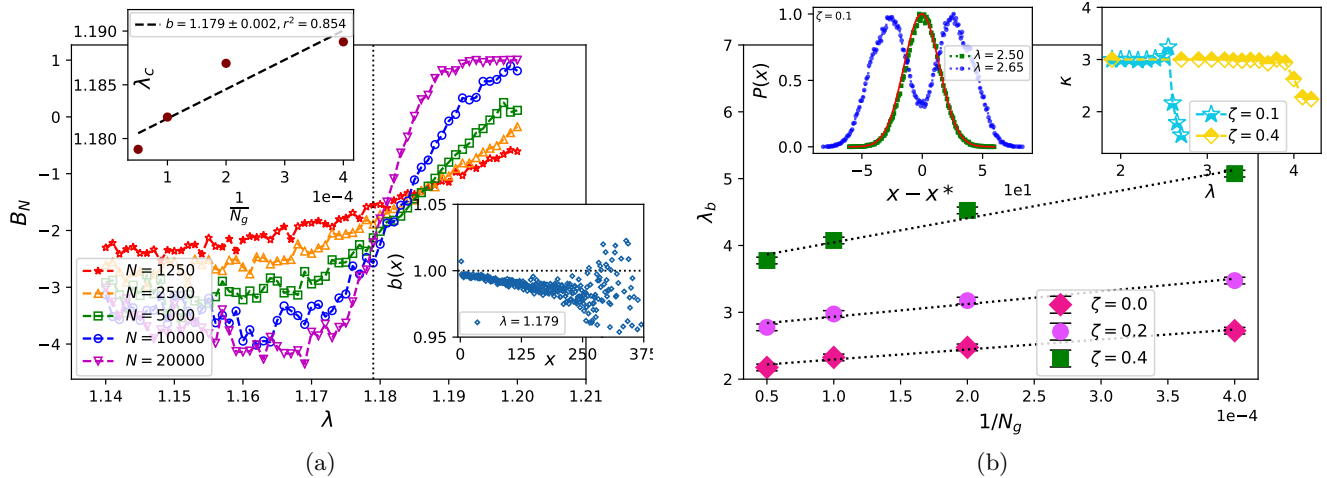 1.190
1.185
1.180
λ_c
b = 1.179 ± 0.002, r² = 0.854
1 2 3 4
1/N_g
1e−4
1
0
−1
−2
−3
−4
B_N
N = 1250
N = 2500
N = 5000
N = 10000
N = 20000
1.14 1.15 1.16 1.17 1.18 1.19 1.20 1.21
λ
1.05
1.00
0.95
b(x)
λ = 1.179
0 125 250 375
x
(a)
ζ=0.1
1.0
0.5
0.0
P(x)
λ = 2.50
λ = 2.65
−5 0 5
x − x*
1e1
4
3
2
κ
ζ = 0.1
ζ = 0.4
2 3 4
λ
7
6
5
4
3
2
λ_b
ζ = 0.0
ζ = 0.2
ζ = 0.4
0.5 1.0 1.5 2.0 2.5 3.0 3.5 4.0
1/N_g
1e−4
(b)